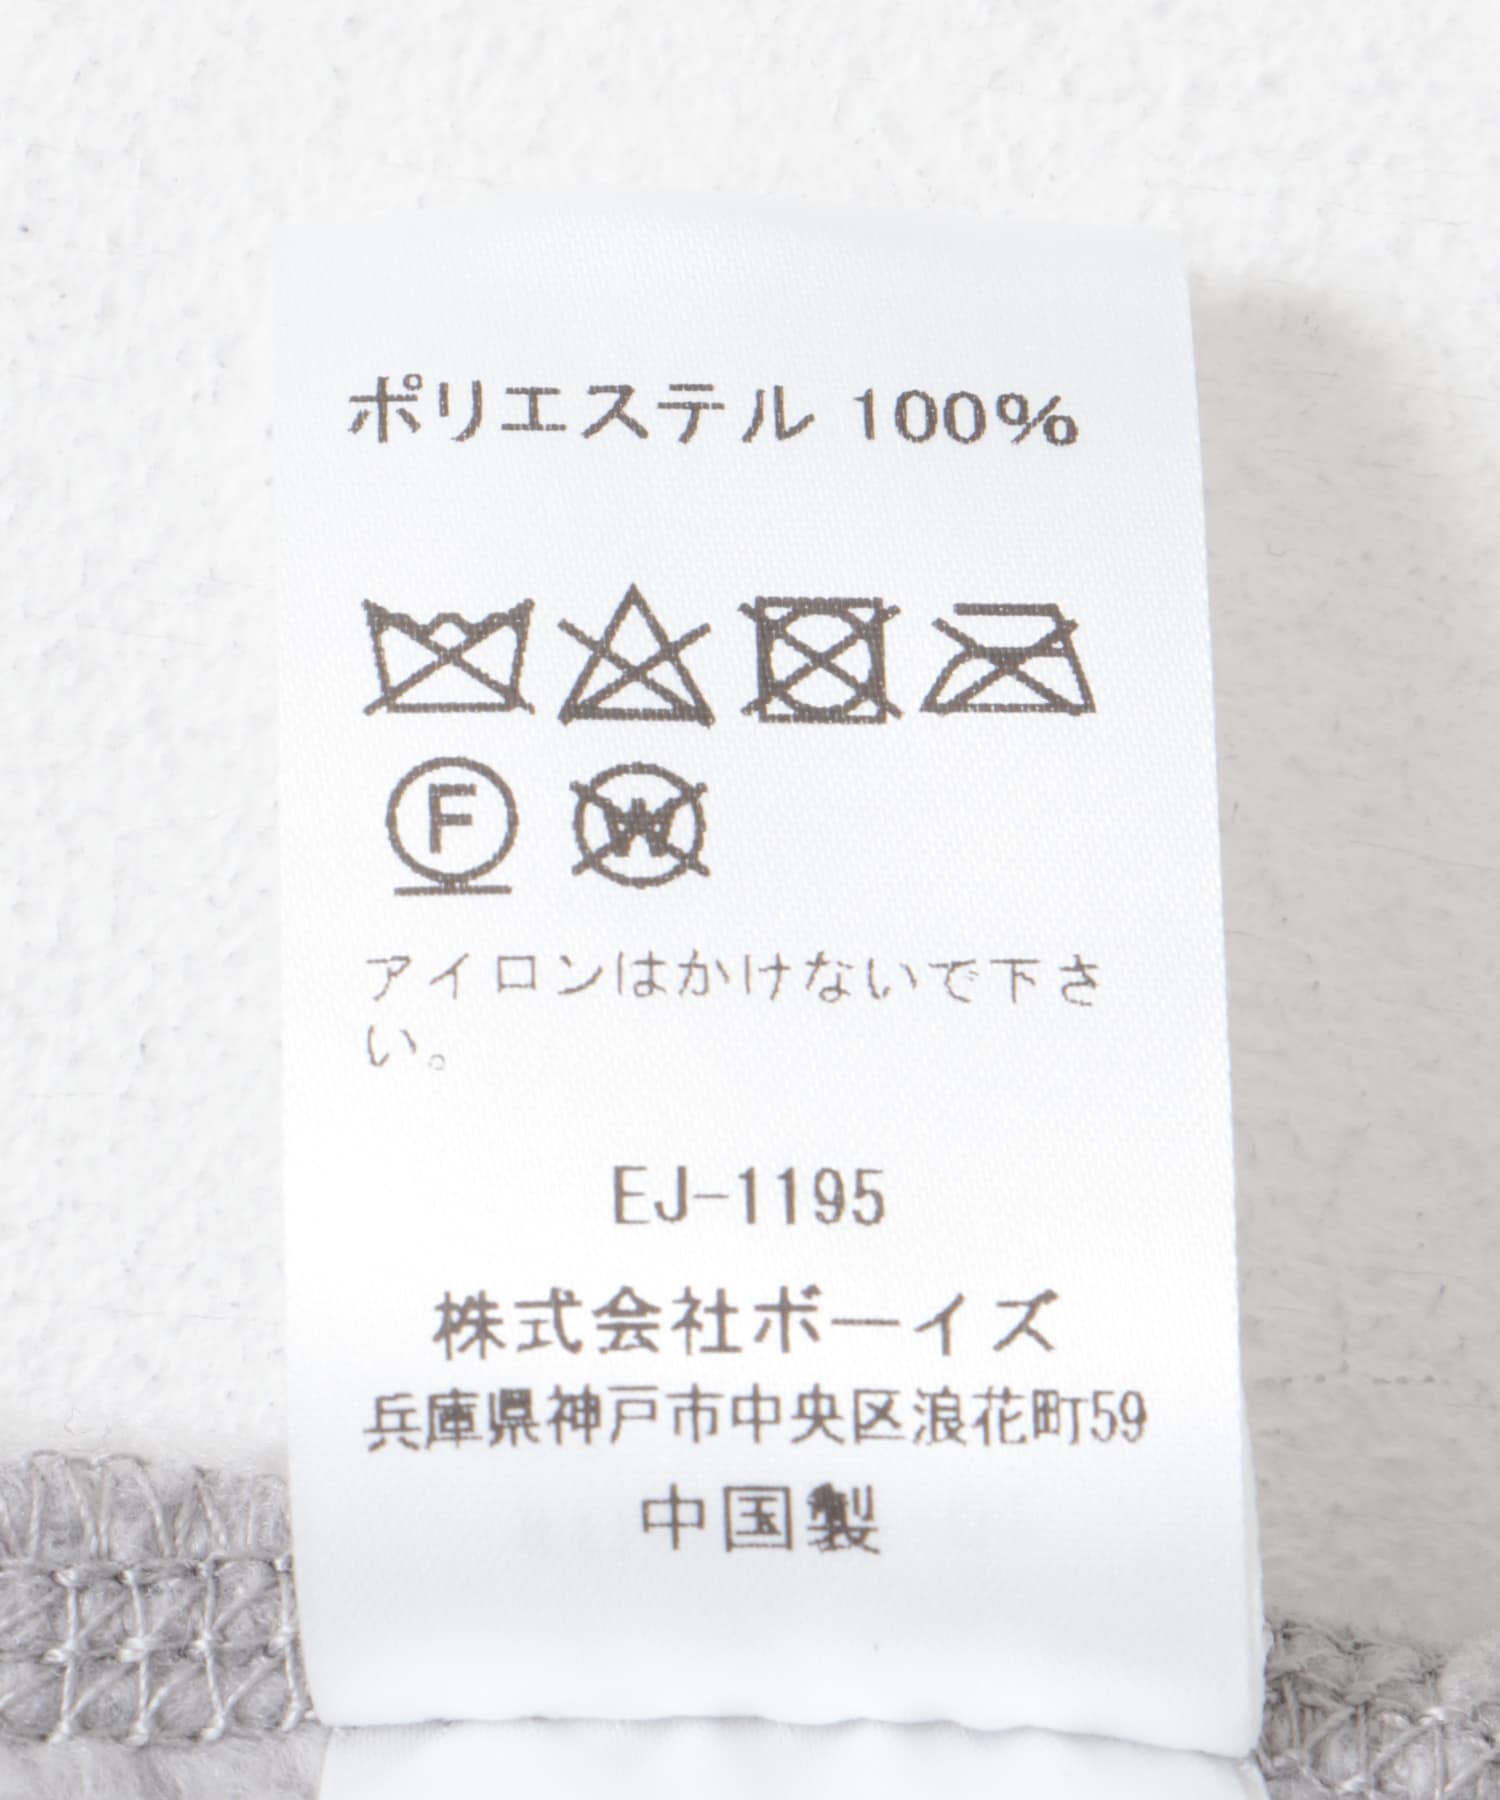 ポリエステル 100%
F W
アイロンはかけないで下さ
い。
EJ-1195
株式会社ボーイズ
兵庫県神戸市中央区浪花町59
中国製